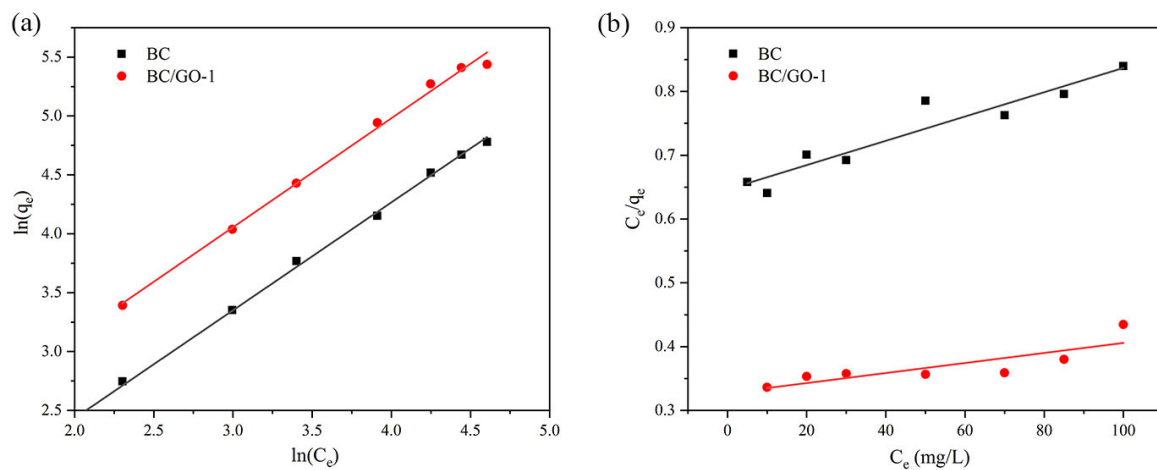 (a)
BC
BC/GO-1
5.5
5.0
4.5
4.0
3.5
3.0
2.5
ln(qe)
2.0 2.5 3.0 3.5 4.0 4.5 5.0
ln(Ce)
(b)
BC
BC/GO-1
0.9
0.8
0.7
0.6
0.5
0.4
0.3
Ce/qe
0 20 40 60 80 100
Ce (mg/L)